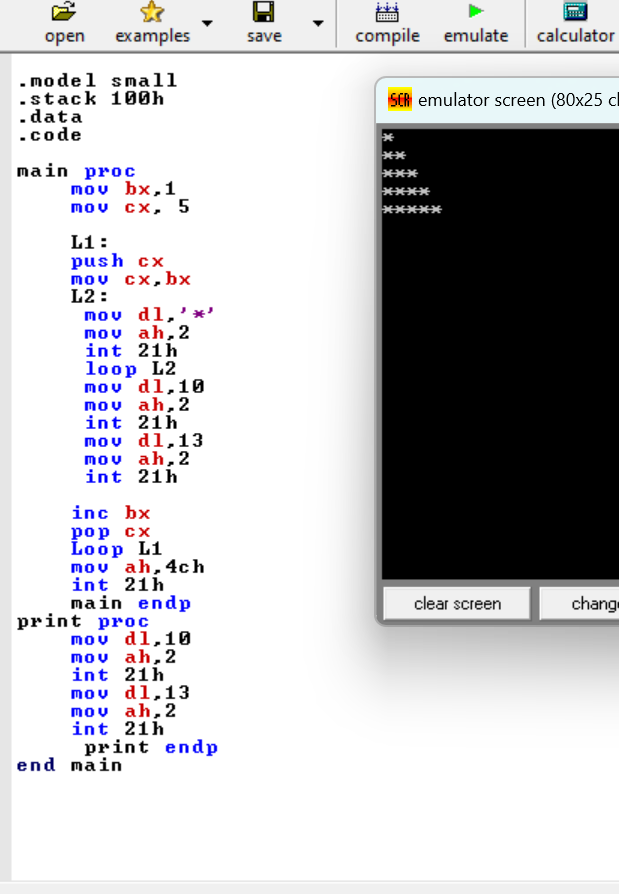 open examples save compile emulate calculator
.model small
.stack 100h
.data
.code
main proc
mov bx,1
mov cx, 5
L1:
push cx
mov cx,bx
L2:
mov dl,'*'
mov ah,2
int 21h
loop L2
mov dl,10
mov ah,2
int 21h
mov dl,13
mov ah,2
int 21h
inc bx
pop cx
Loop L1
mov ah,4ch
int 21h
main endp
print proc
mov dl,10
mov ah,2
int 21h
mov dl,13
mov ah,2
int 21h
print endp
end main
SCR emulator screen (80x25 c
*
**
***
****
*****
clear screen chang